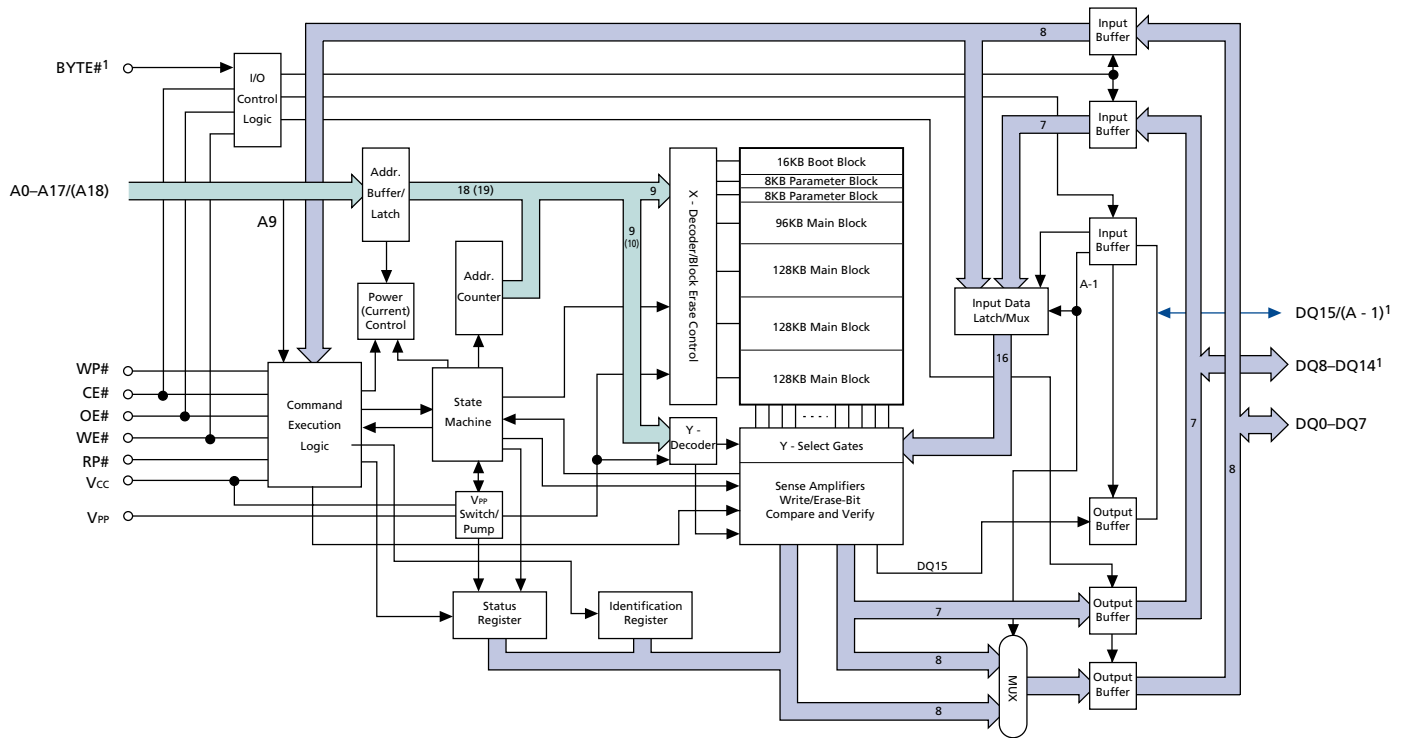 8
Input
Buffer
BYTE#1
I/O
Control
Logic
7
Input
Buffer
A0–A17/(A18)
Addr.
Buffer/
Latch
18 (19)
9
X - Decoder/Block Erase Control
16KB Boot Block
8KB Parameter Block
8KB Parameter Block
96KB Main Block
128KB Main Block
128KB Main Block
128KB Main Block
A9
9
(10)
Input
Buffer
Addr.
Counter
Power
(Current)
Control
A-1
Input Data
Latch/Mux
DQ15/(A - 1)1
16
DQ8–DQ141
DQ0–DQ7
WP#
CE#
OE#
WE#
RP#
VCC
VPP
Command
Execution
Logic
State
Machine
Y -
Decoder
Y - Select Gates
7
8
VPP
Switch/
Pump
Sense Amplifiers
Write/Erase-Bit
Compare and Verify
Output
Buffer
DQ15
Status
Register
Identification
Register
7
Output
Buffer
8
MUX
Output
Buffer
8